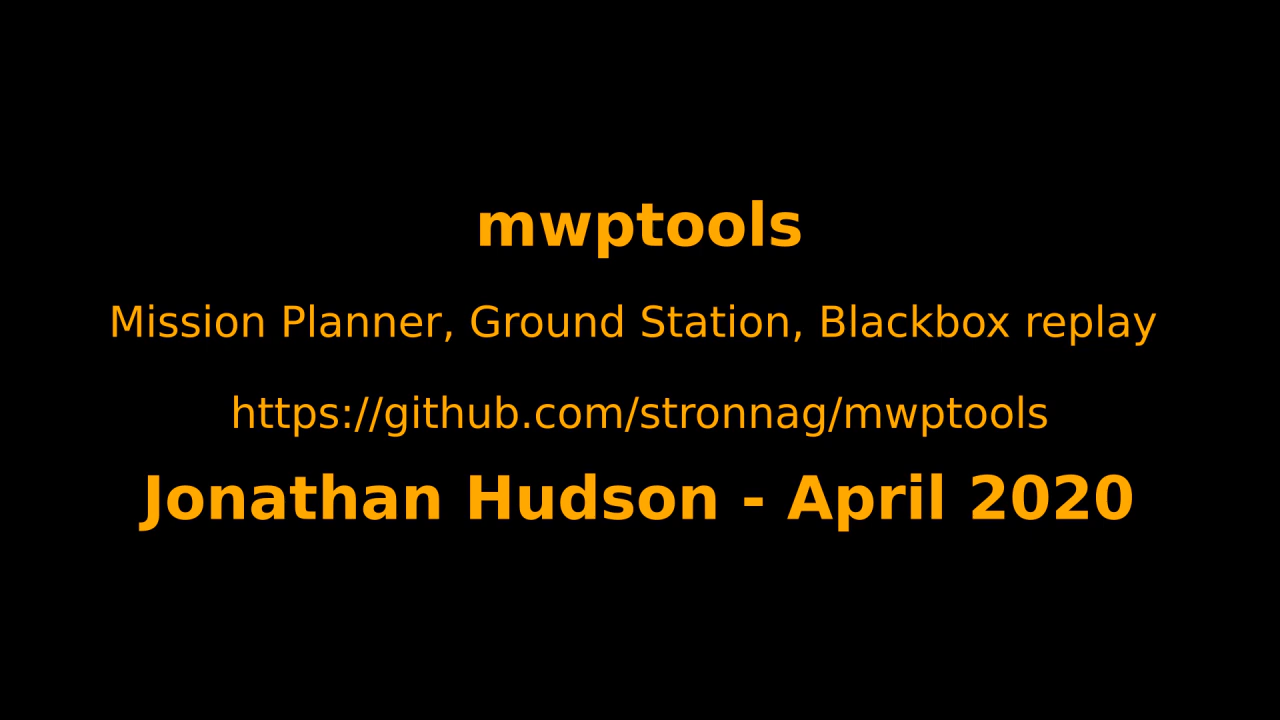 mwptools
Mission Planner, Ground Station, Blackbox replay
https://github.com/stronnag/mwptools
Jonathan Hudson - April 2020